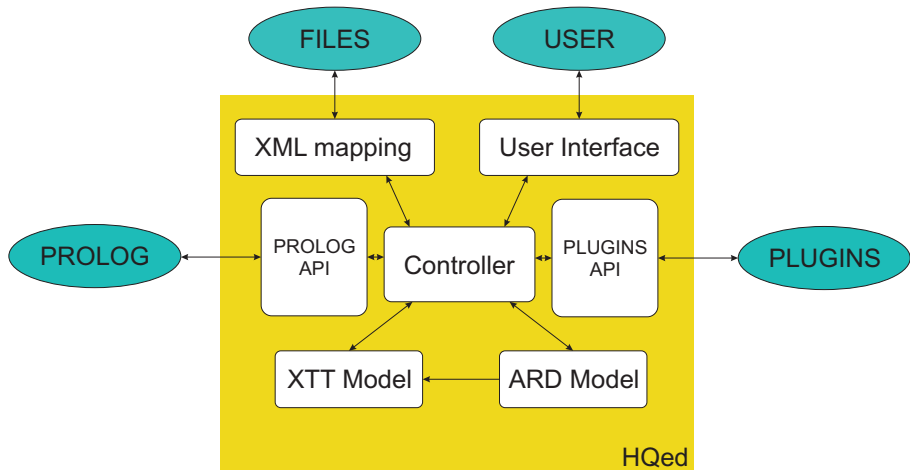 FILES
USER
XML mapping
User Interface
PROLOG
PROLOG
API
Controller
PLUGINS
API
PLUGINS
XTT Model
ARD Model
HQed